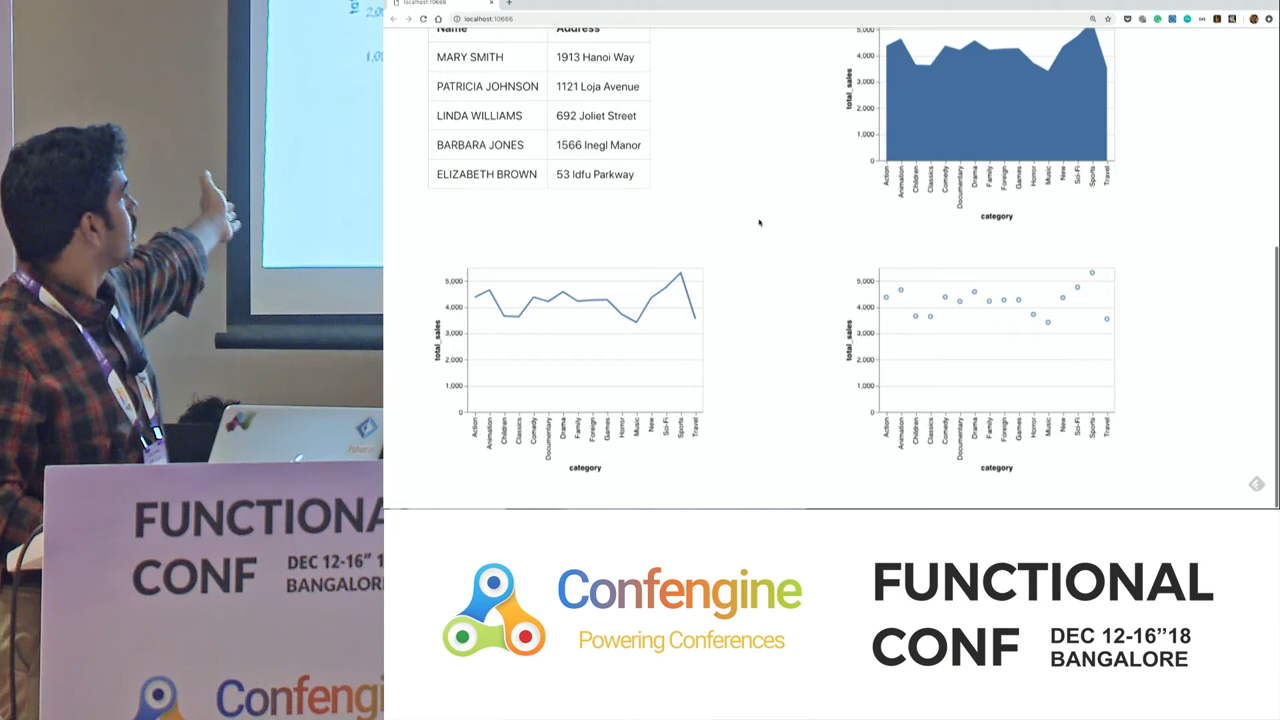 localhost:10666
localhost:10666
Name Address
MARY SMITH 1913 Hanoi Way
PATRICIA JOHNSON 1121 Loja Avenue
LINDA WILLIAMS 692 Joliet Street
BARBARA JONES 1566 Inegl Manor
ELIZABETH BROWN 53 Idfu Parkway
5,000
4,000
3,000
2,000
1,000
0
total_sales
Action Animation Children Classics Comedy Documentary Drama Family Foreign Games Horror Music New Sci-Fi Sports Travel
category
5,000
4,000
3,000
2,000
1,000
0
total_sales
Action Animation Children Classics Comedy Documentary Drama Family Foreign Games Horror Music New Sci-Fi Sports Travel
category
5,000
4,000
3,000
2,000
1,000
0
total_sales
Action Animation Children Classics Comedy Documentary Drama Family Foreign Games Horror Music New Sci-Fi Sports Travel
category
FUNCTIONA
CONF DEC 12-16" 1
BANGALORE
Confengi
Confengine
Powering Conferences
FUNCTIONAL
CONF DEC 12-16"18
BANGALORE